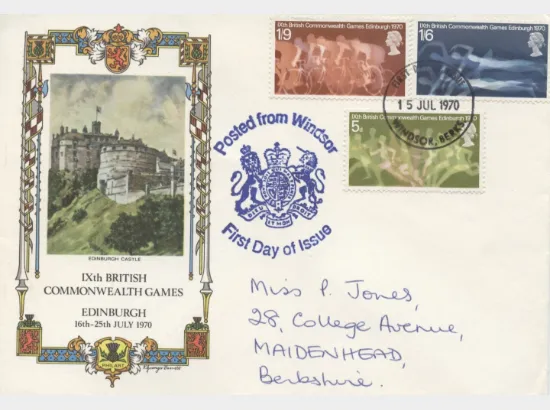 IXth British Commonwealth Games Edinburgh 1970
1/9
IXth British Commonwealth Games Edinburgh 1970
1/6
15 JUL 1970
WINDSOR, BERKS
IXth British Commonwealth Games Edinburgh 1970
5d
Posted from Windsor
First Day of Issue
EDINBURGH CASTLE
IXth BRITISH
COMMONWEALTH GAMES
EDINBURGH
16th-25th JULY 1970
PHILART
Miss P. Jones,
28, College Avenue,
MAIDENHEAD,
Berkshire.